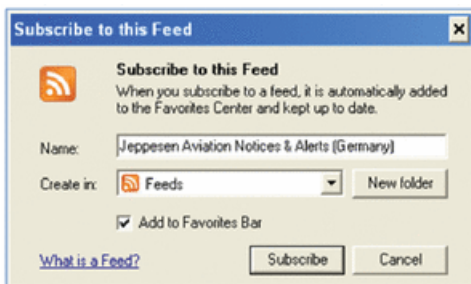 Subscribe to this Feed
Subscribe to this Feed
When you subscribe to a feed, it is automatically added
to the Favorites Center and kept up to date.
Name: Jeppesen Aviation Notices & Alerts (Germany)
Create in: Feeds New folder
Add to Favorites Bar
What is a Feed? Subscribe Cancel